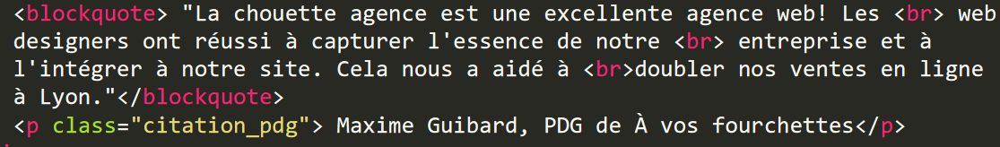 <blockquote> "La chouette agence est une excellente agence web! Les <br> web
designers ont réussi à capturer l'essence de notre <br> entreprise et à
l'intégrer à notre site. Cela nous a aidé à <br>doubler nos ventes en ligne
à Lyon."</blockquote>
<p class="citation_pdg"> Maxime Guibard, PDG de À vos fourchettes</p>